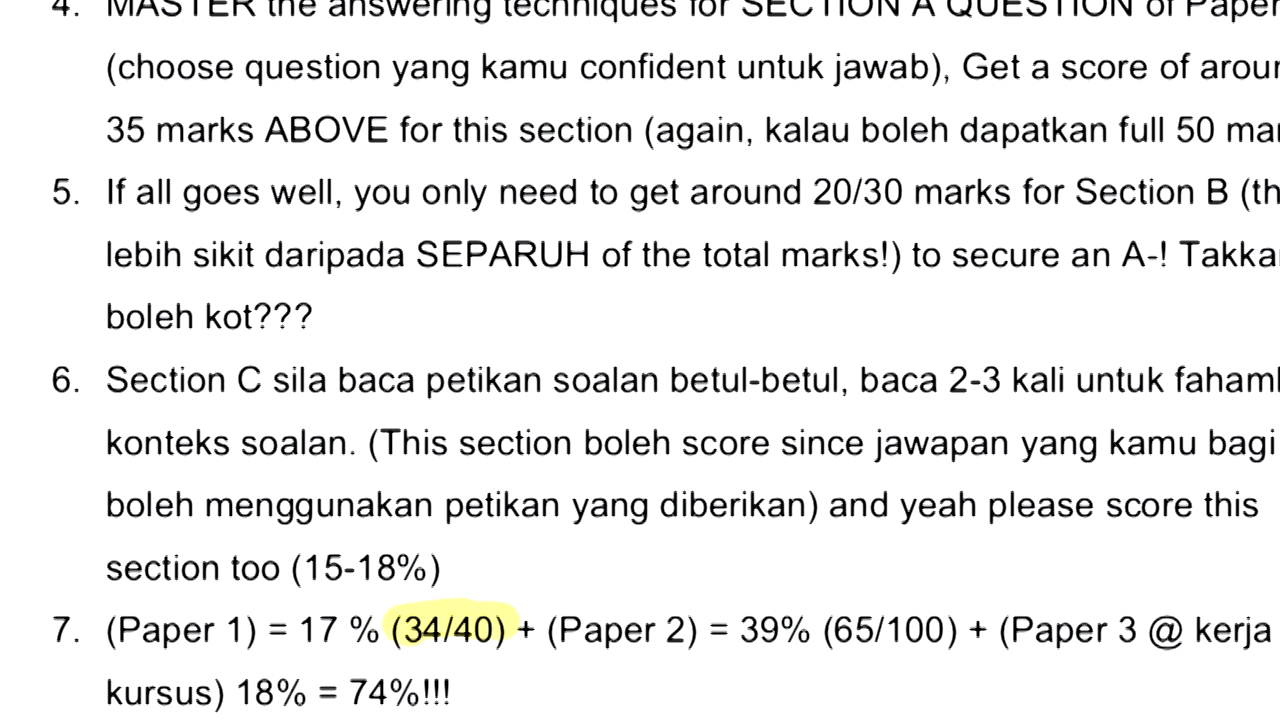 4. MASTER the answering techniques for SECTION A QUESTION of Paper
(choose question yang kamu confident untuk jawab), Get a score of
35 marks ABOVE for this section (again, kalau boleh dapatkan full 50
5. If all goes well, you only need to get around 20/30 marks for Section B
lebih sikit daripada SEPARUH of the total marks!) to secure an A-!
boleh kot???
6. Section C sila baca petikan soalan betul-betul, baca 2-3 kali untuk
konteks soalan. (This section boleh score since jawapan yang kamu bagi
boleh menggunakan petikan yang diberikan) and yeah please score this
section too (15-18%)
7. (Paper 1) = 17 % (34/40) + (Paper 2) = 39% (65/100) + (Paper 3 @ kerja
kursus) 18% = 74%!!!